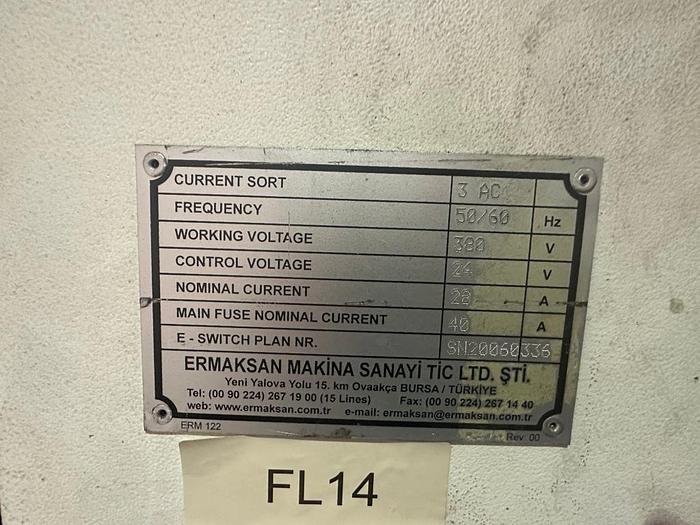 CURRENT SORT 3 AC
FREQUENCY 50/60 Hz
WORKING VOLTAGE 380 V
CONTROL VOLTAGE 24 V
NOMINAL CURRENT 28 A
MAIN FUSE NOMINAL CURRENT 40 A
E - SWITCH PLAN NR. SN20060336
ERMAKSAN MAKİNA SANAYİ TİC LTD. ŞTİ.
Yeni Yalova Yolu 15. km Ovaakça BURSA / TÜRKİYE
Tel: (00 90 224) 267 19 00 (15 Lines) Fax: (00 90 224) 267 14 40
web: www.ermaksan.com.tr e-mail: ermaksan@ermaksan.com.tr
ERM 122 Rev 00
FL14